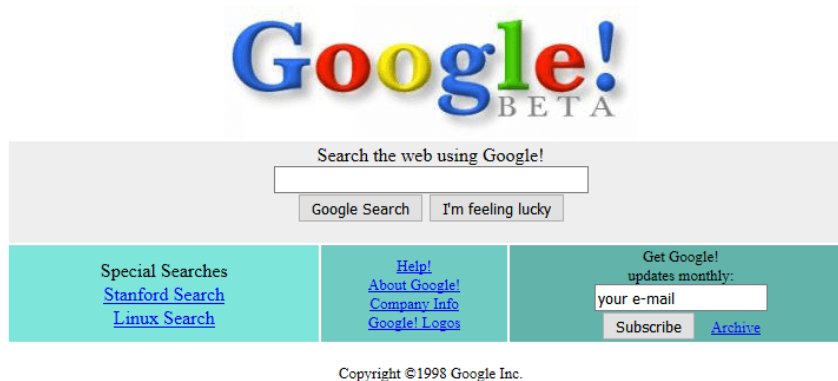 Google!
BETA
Search the web using Google!
Google Search I'm feeling lucky
Special Searches
Stanford Search
Linux Search
Help!
About Google!
Company Info
Google! Logos
Get Google!
updates monthly:
your e-mail
Subscribe Archive
Copyright ©1998 Google Inc.